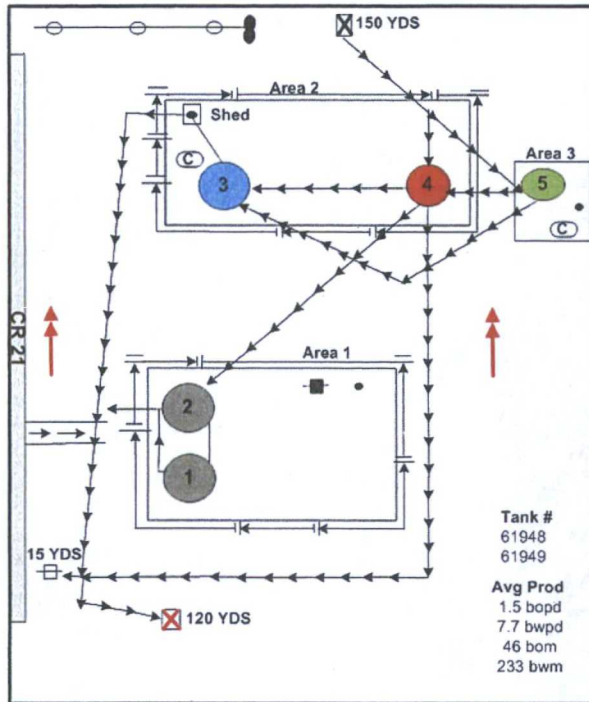 150 YDS
Area 2
Shed
C
3
4
Area 3
5
C
CR 21
Area 1
2
1
Tank #
61948
61949
15 YDS
Avg Prod
1.5 bopd
7.7 bwpd
46 bom
233 bwm
120 YDS